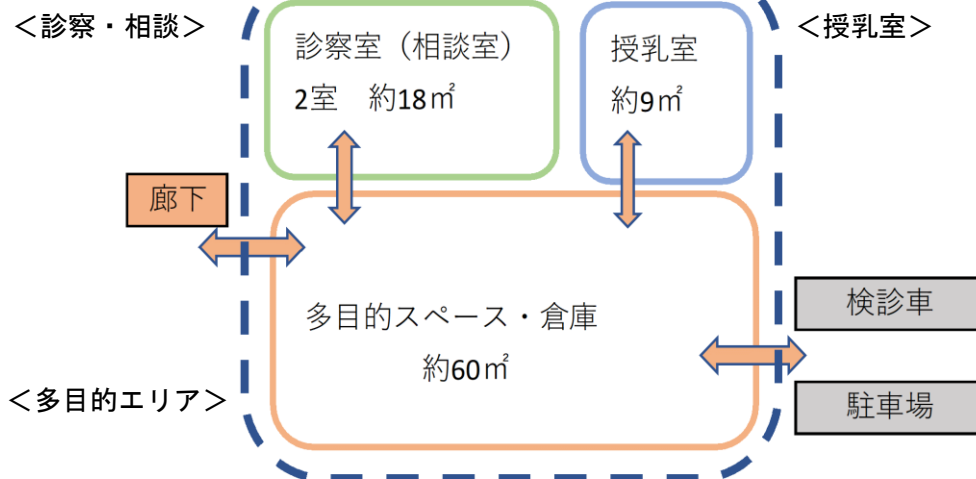 ＜診察・相談＞
診察室（相談室）
2室　約18㎡
授乳室
約9㎡
＜授乳室＞
廊下
多目的スペース・倉庫
約60㎡
検診車
＜多目的エリア＞
駐車場